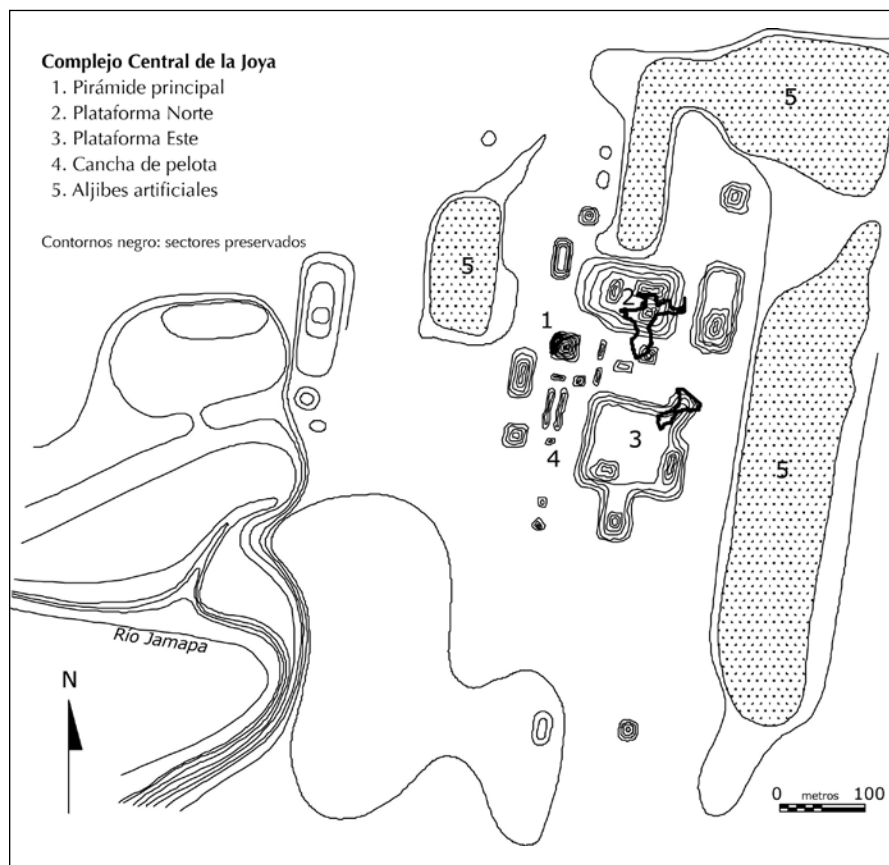 Complejo Central de la Joya
1. Pirámide principal
2. Plataforma Norte
3. Plataforma Este
4. Cancha de pelota
5. Aljibes artificiales
Contornos negro: sectores preservados
5
5
2
1
3
4
5
Río Jamapa
N
0 metros 100